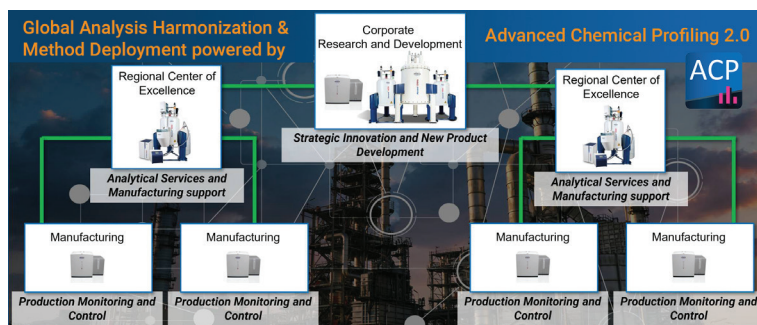 Global Analysis Harmonization &
Method Deployment powered by
Corporate
Research and Development
Advanced Chemical Profiling 2.0
ACP
Regional Center of
Excellence
Regional Center of
Excellence
Strategic Innovation and New Product
Development
Analytical Services and
Manufacturing support
Analytical Services and
Manufacturing support
Manufacturing
Manufacturing
Manufacturing
Manufacturing
Production Monitoring and
Control
Production Monitoring and
Control
Production Monitoring and
Control
Production Monitoring and
Control